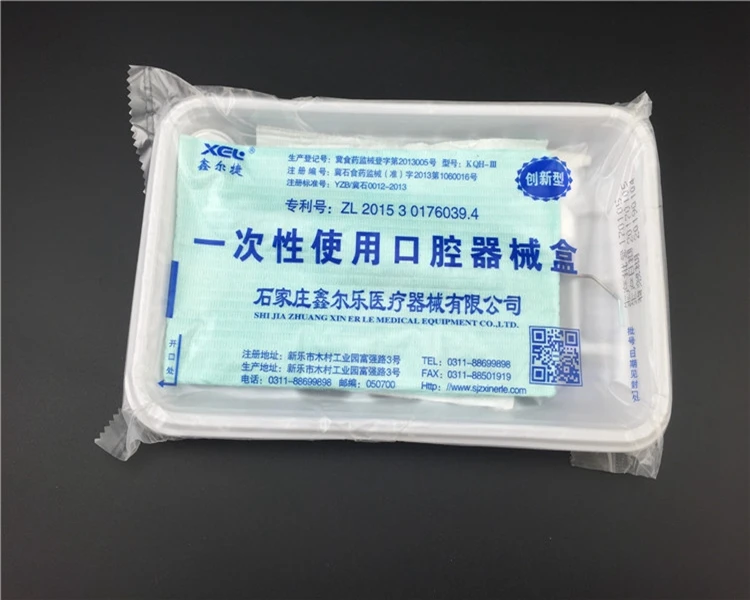 XEL®
鑫尔捷
生产登记号：冀食药监械登字第2013005号 型号：KQH-Ⅲ
注册编号：冀石食药监械（准）字2013第1060016号
注册标准号：YZB/冀石0012-2013
创新型
专利号：ZL 2015 3 0176039.4
一次性使用口腔器械盒
石家庄鑫尔乐医疗器械有限公司
SHI JIA ZHUANG XIN ER LE MEDICAL EQUIPMENT CO.,LTD.
注册地址：新乐市木村工业园富强路3号
生产地址：新乐市木村工业园富强路3号
电话：0311-88699898 邮编：050700
TEL：0311-88699898
FAX：0311-88501919
Http：//www.sjzxinerle.com
开口处
批号日期见封口